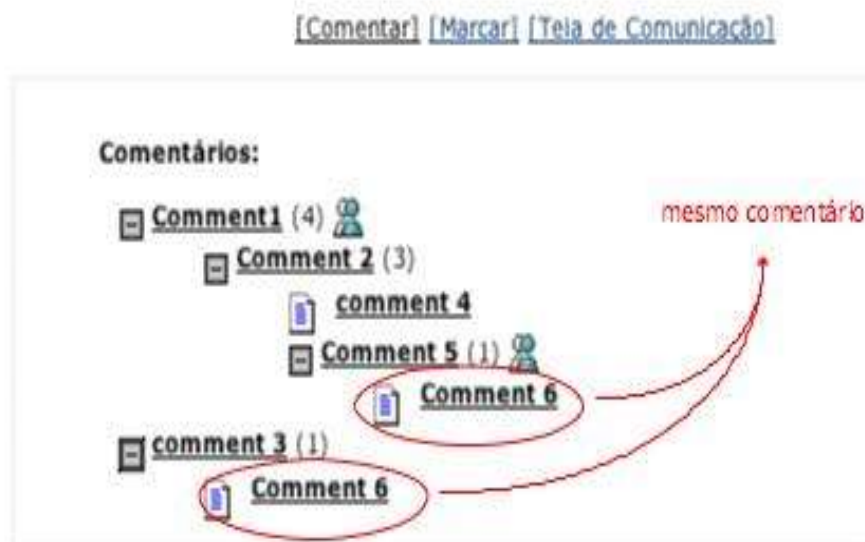 [Comentar] [Marcar] [Tela de Comunicação]
Comentários:
Comment1 (4)
mesmo comentário
Comment 2 (3)
comment 4
Comment 5 (1)
Comment 6
comment 3 (1)
Comment 6